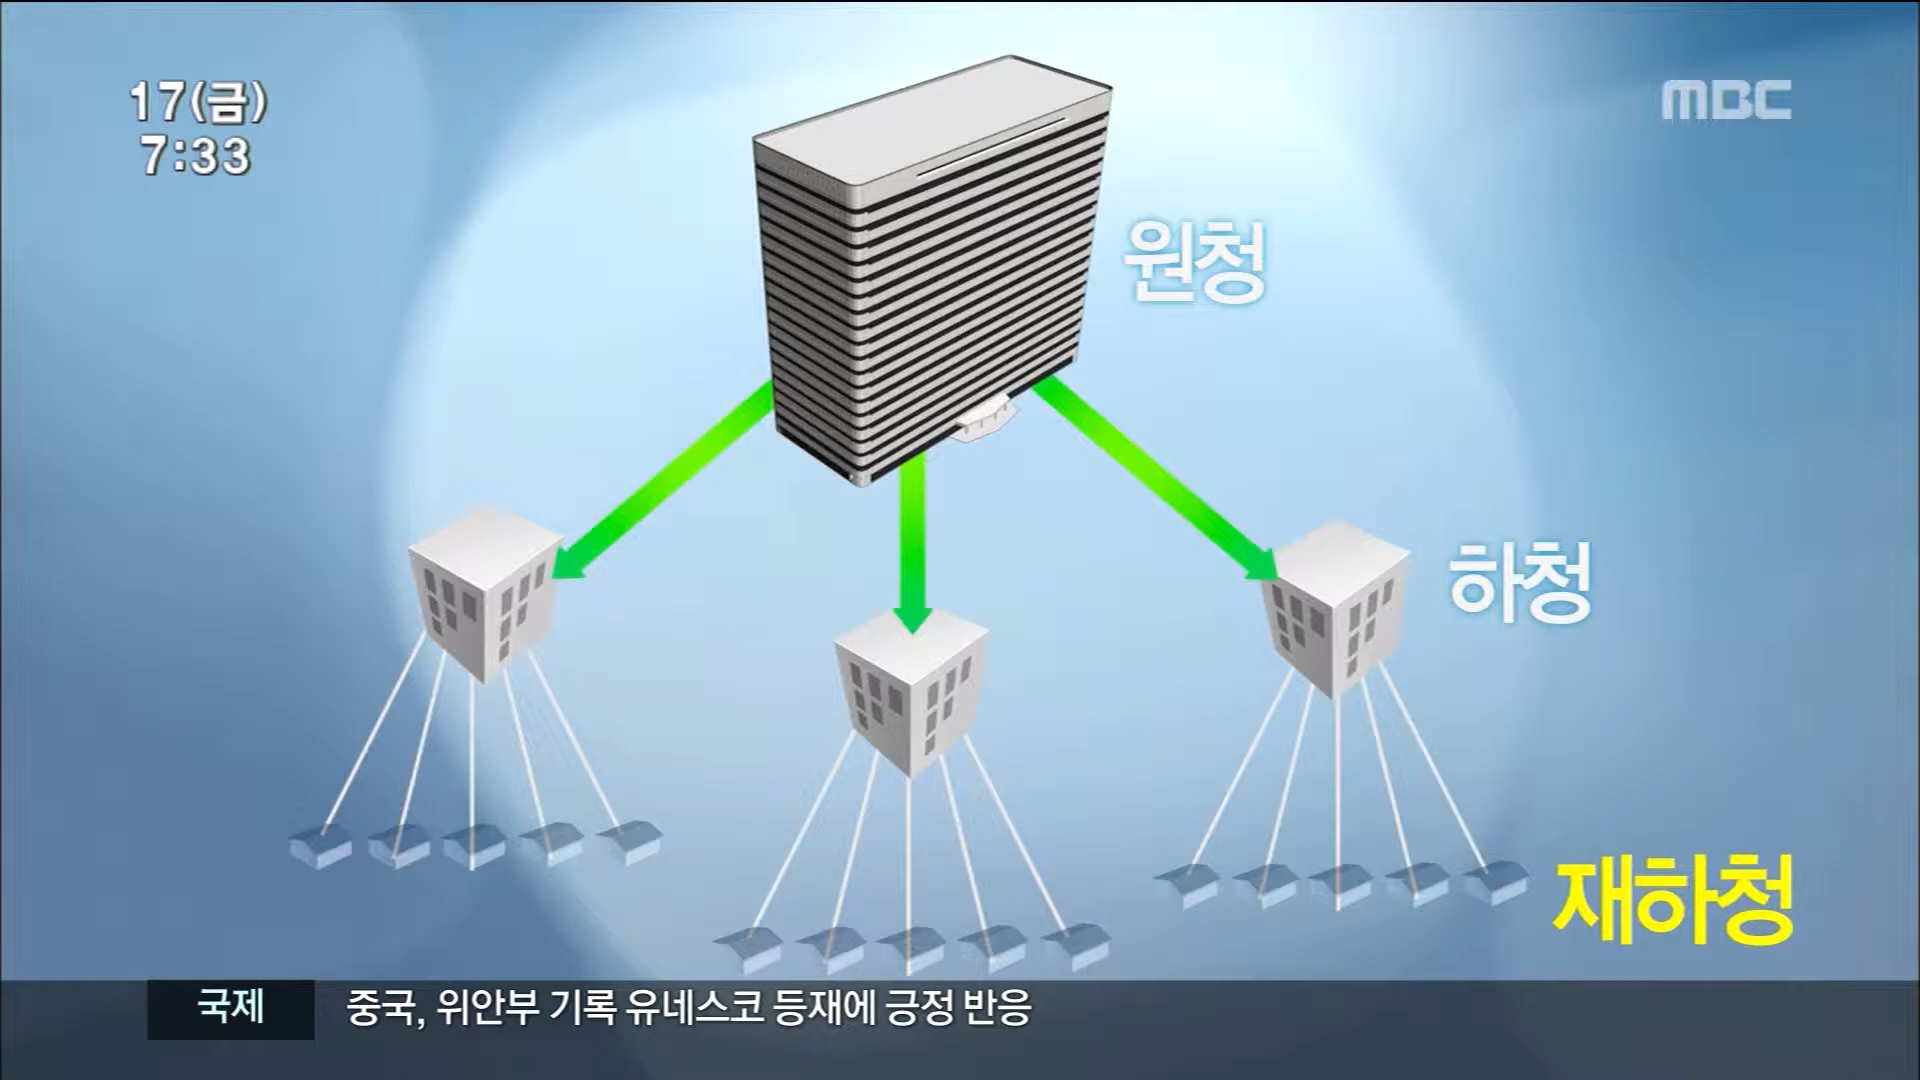 17(금)
7:33
MBC
원청
하청
재하청
국제
중국, 위안부 기록 유네스코 등재에 긍정 반응